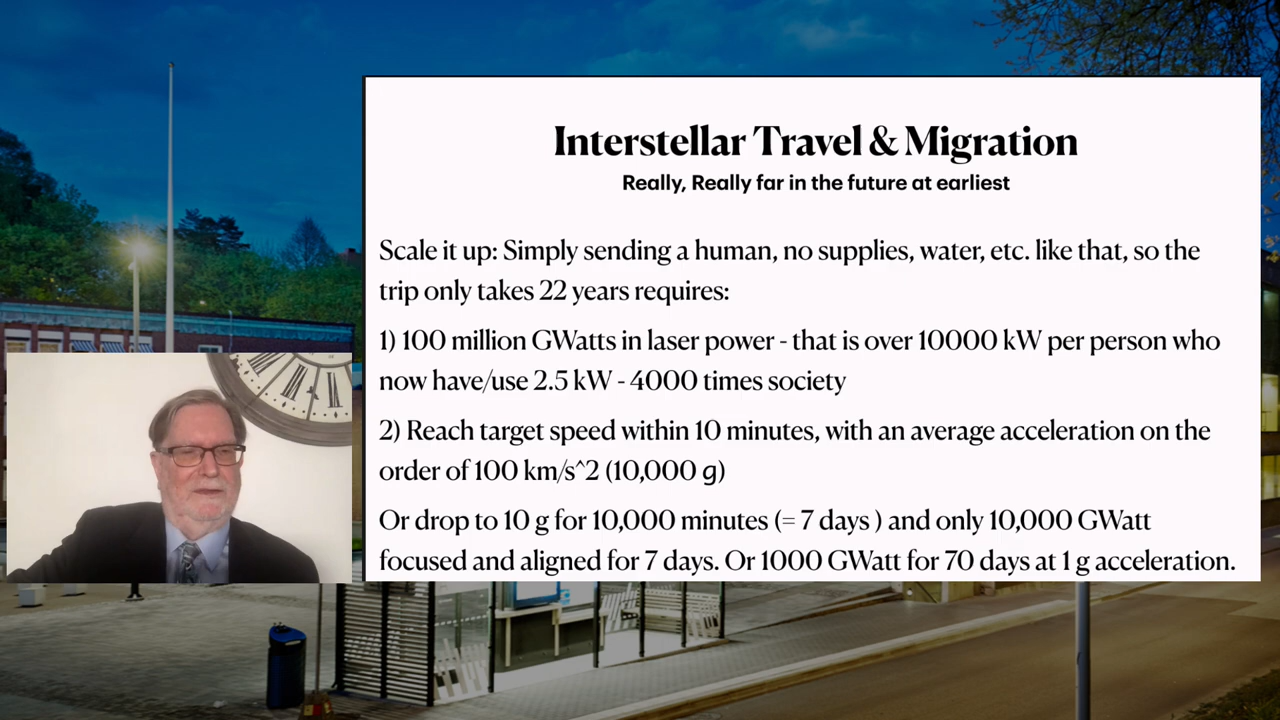 Interstellar Travel & Migration
Really, Really far in the future at earliest
Scale it up: Simply sending a human, no supplies, water, etc. like that, so the
trip only takes 22 years requires:
1) 100 million GWatts in laser power - that is over 10000 kW per person who
now have/use 2.5 kW - 4000 times society
2) Reach target speed within 10 minutes, with an average acceleration on the
order of 100 km/s^2 (10,000 g)
Or drop to 10 g for 10,000 minutes (= 7 days ) and only 10,000 GWatt
focused and aligned for 7 days. Or 1000 GWatt for 70 days at 1 g acceleration.